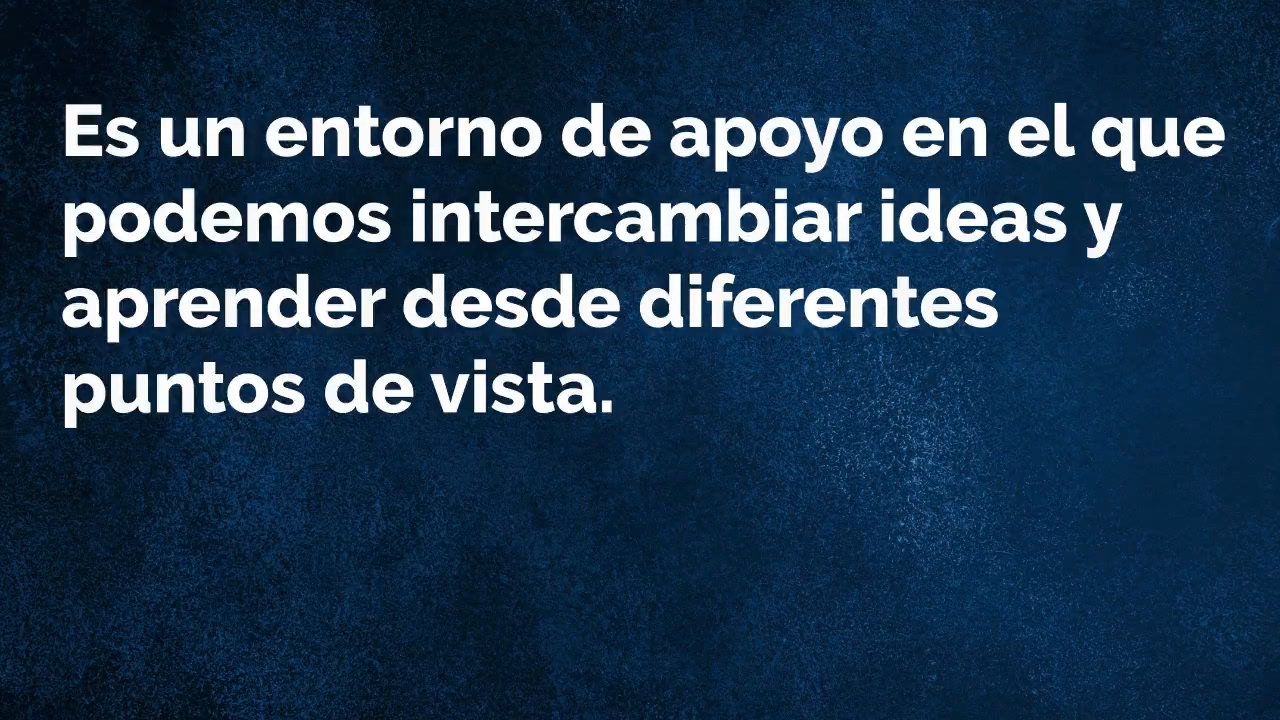 Es un entorno de apoyo en el que
podemos intercambiar ideas y
aprender desde diferentes
puntos de vista.